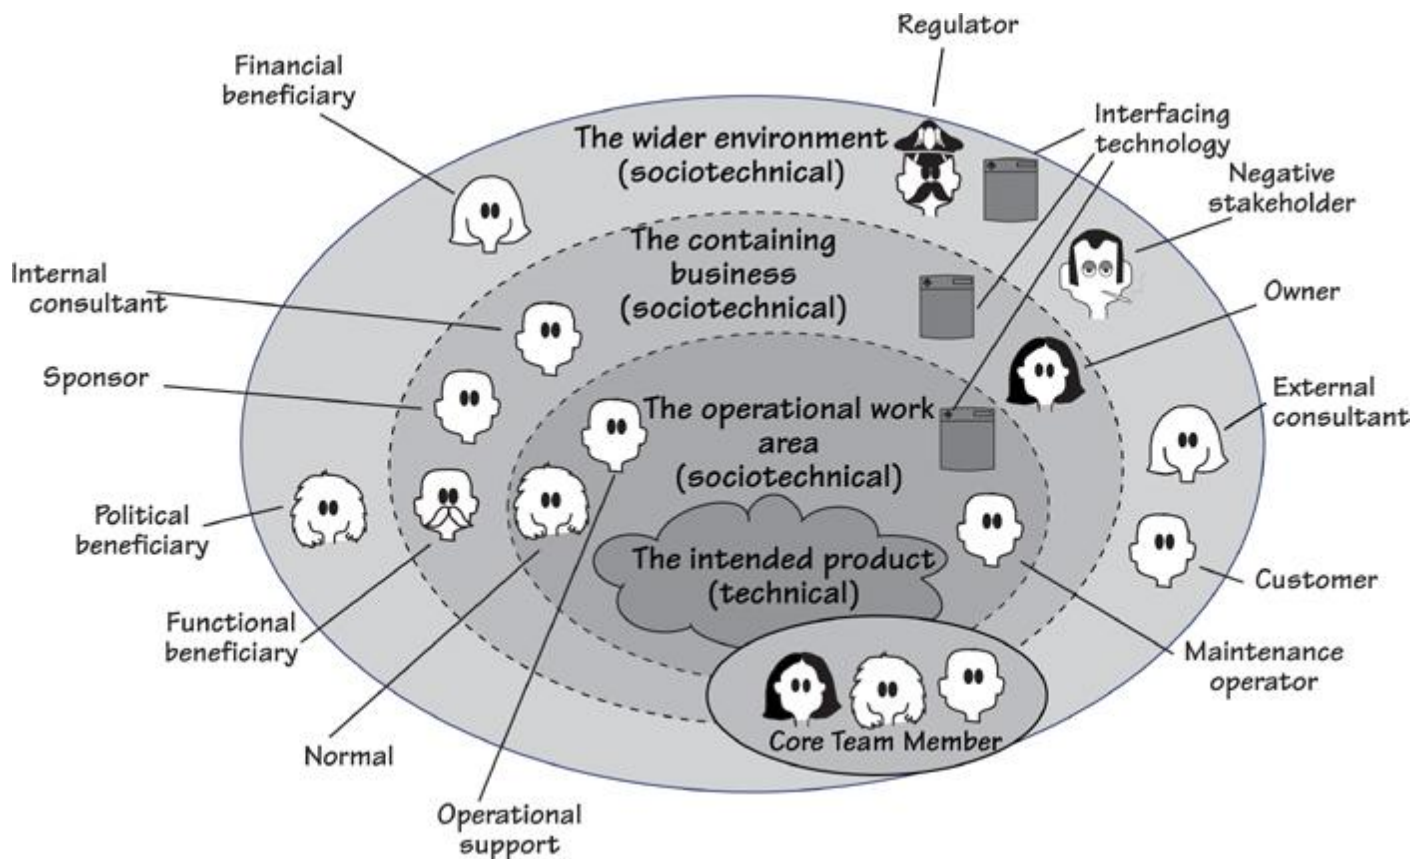 Regulator
Financial
beneficiary
Interfacing
technology
The wider environment
(sociotechnical)
Negative
stakeholder
The containing
business
(sociotechnical)
Internal
consultant
Owner
Sponsor
External
consultant
The operational work
area
(sociotechnical)
Political
beneficiary
The intended product
(technical)
Customer
Functional
beneficiary
Maintenance
operator
Core Team Member
Normal
Operational
support